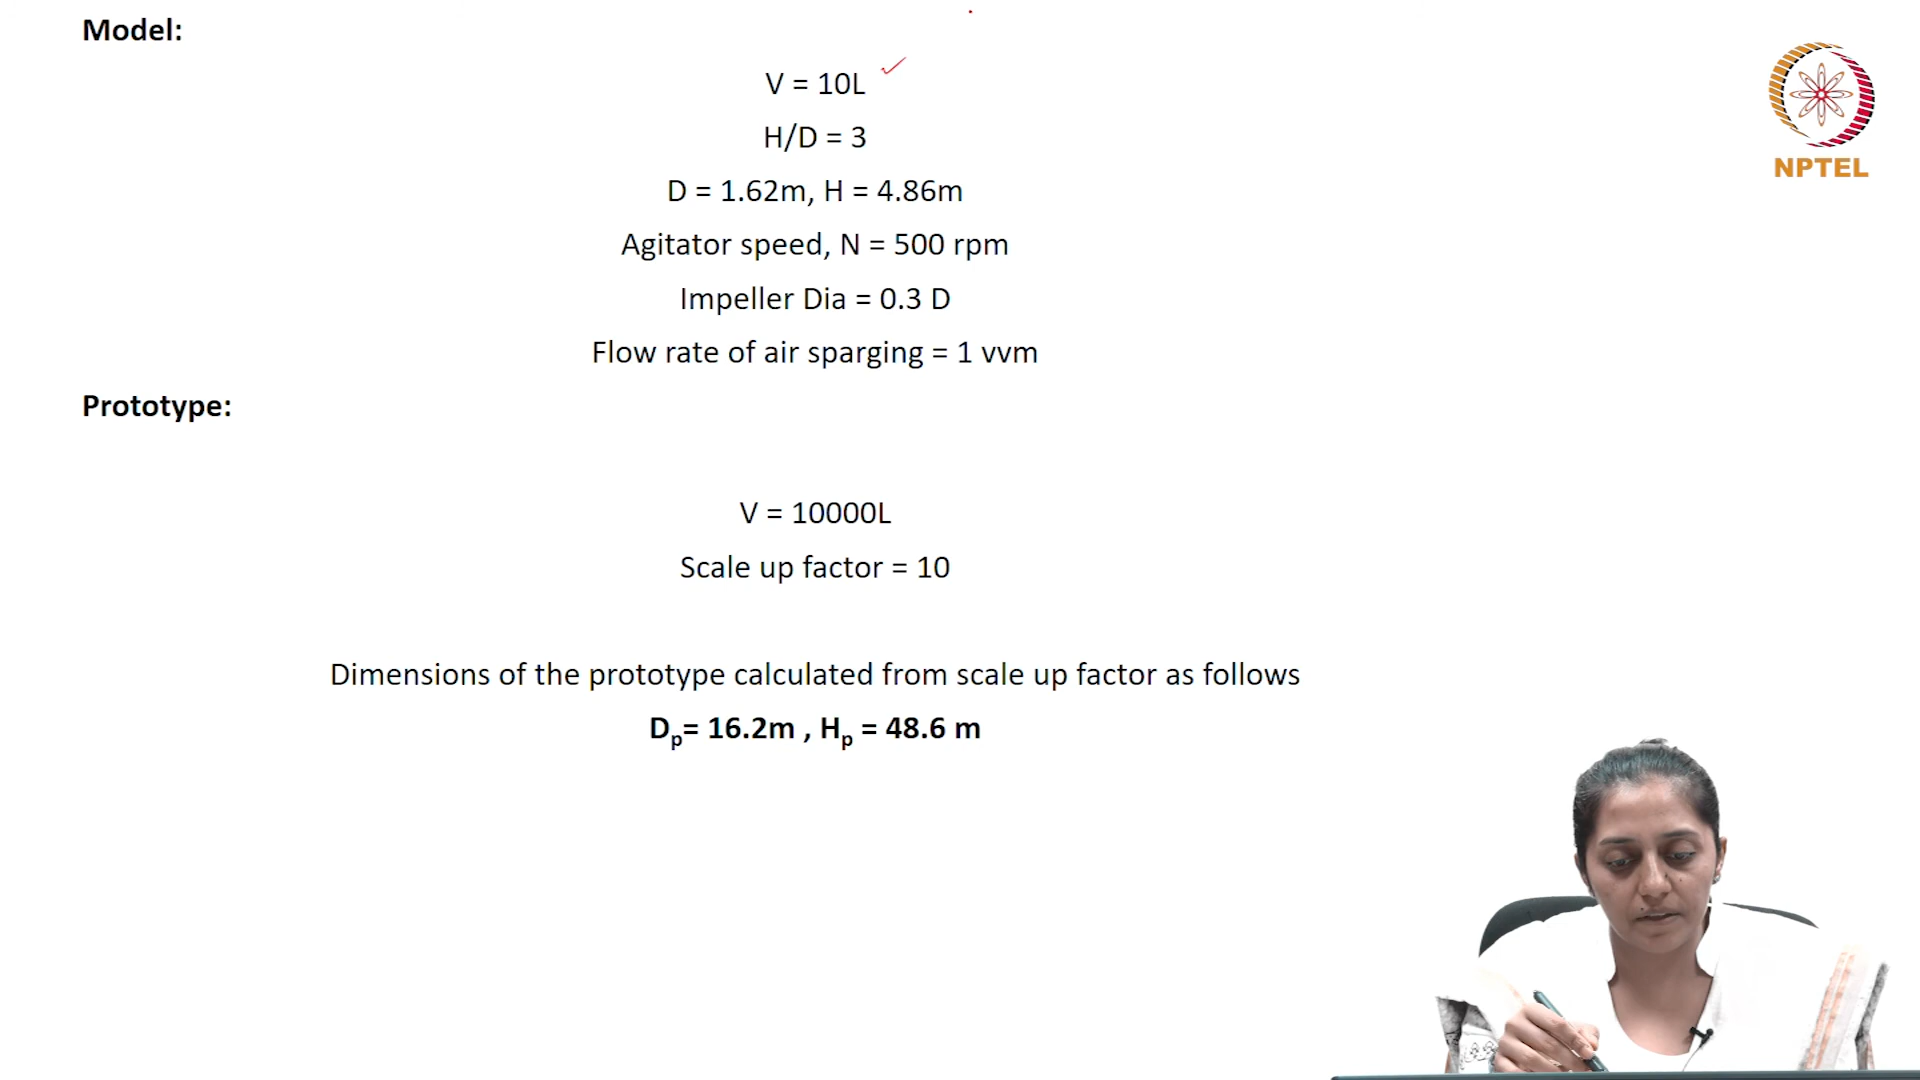 Model:
V = 10L
H/D = 3
D = 1.62m, H = 4.86m
Agitator speed, N = 500 rpm
Impeller Dia = 0.3 D
Flow rate of air sparging = 1 vvm
Prototype:
V = 10000L
Scale up factor = 10
Dimensions of the prototype calculated from scale up factor as follows
Dp= 16.2m , Hp = 48.6 m
NPTEL